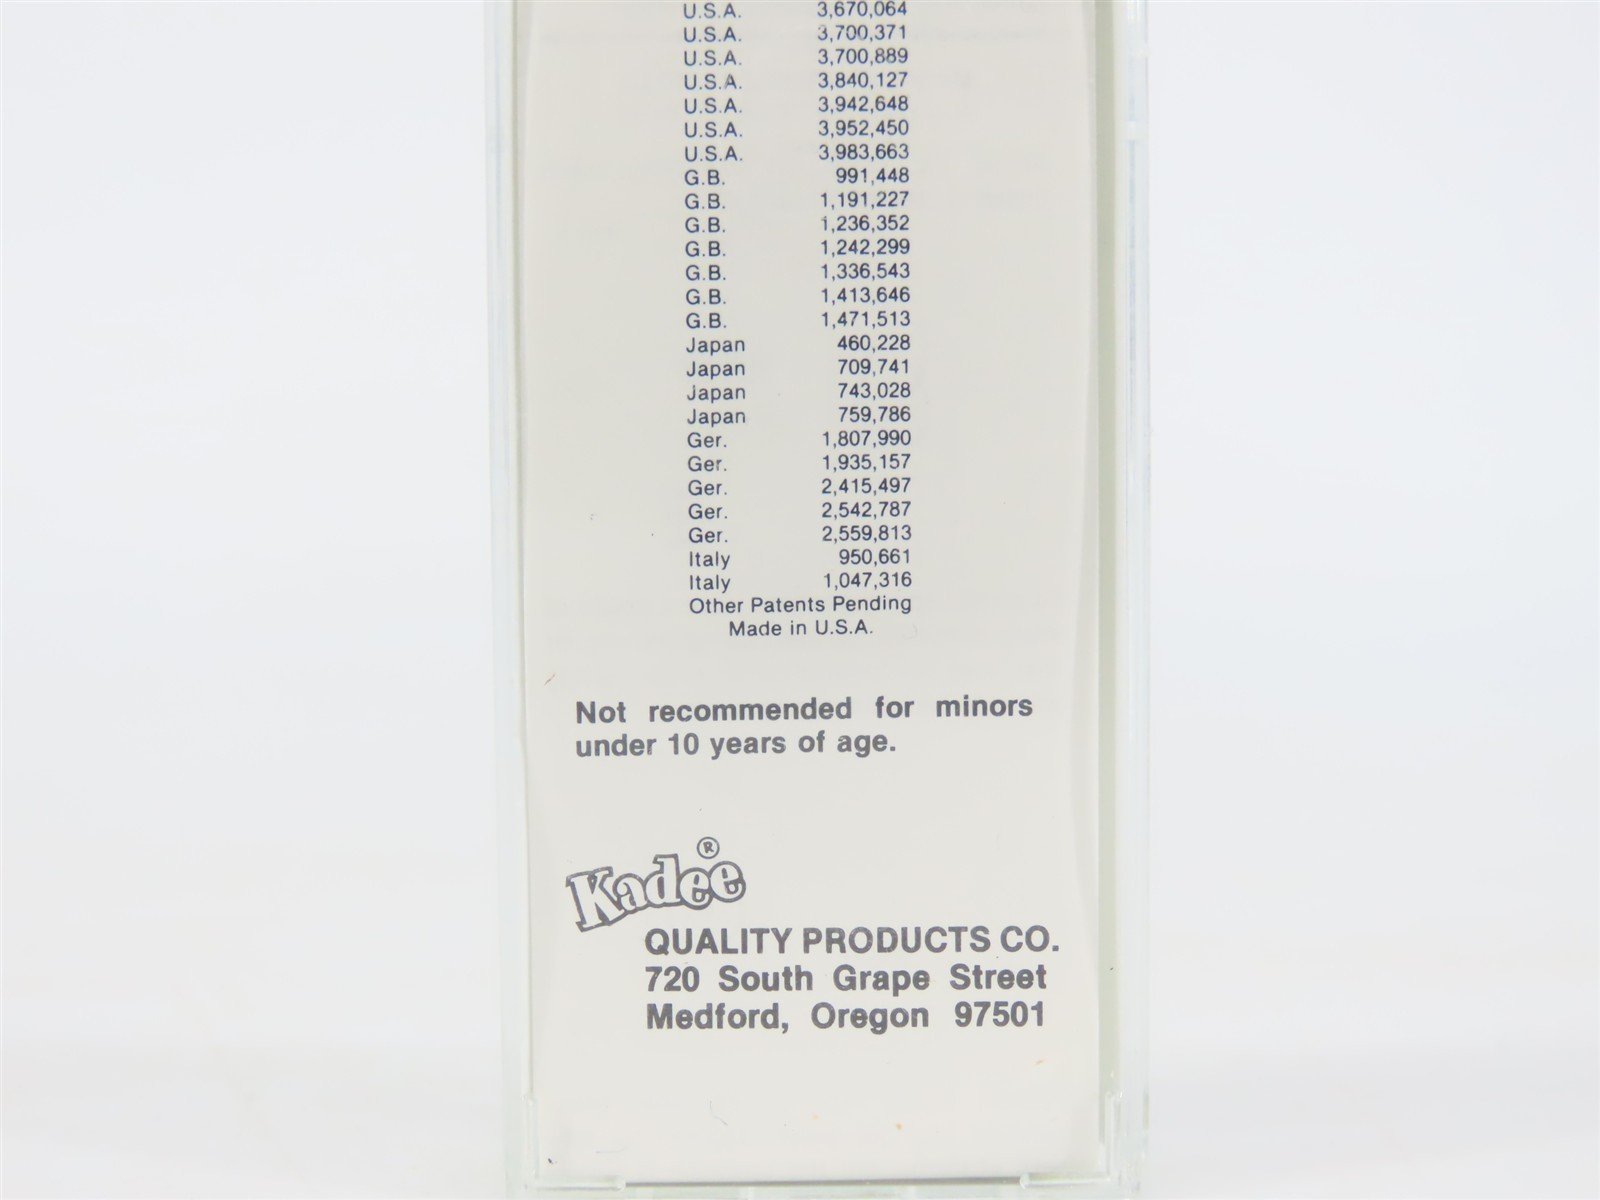 U.S.A. 3,670,064
U.S.A. 3,700,371
U.S.A. 3,700,889
U.S.A. 3,840,127
U.S.A. 3,942,648
U.S.A. 3,952,450
U.S.A. 3,983,663
G.B. 991,448
G.B. 1,191,227
G.B. 1,236,352
G.B. 1,242,299
G.B. 1,336,543
G.B. 1,413,646
G.B. 1,471,513
Japan 460,228
Japan 709,741
Japan 743,028
Japan 759,786
Ger. 1,807,990
Ger. 1,935,157
Ger. 2,415,497
Ger. 2,542,787
Ger. 2,559,813
Italy 950,661
Italy 1,047,316
Other Patents Pending
Made in U.S.A.
Not recommended for minors
under 10 years of age.
Kadee®
QUALITY PRODUCTS CO.
720 South Grape Street
Medford, Oregon 97501